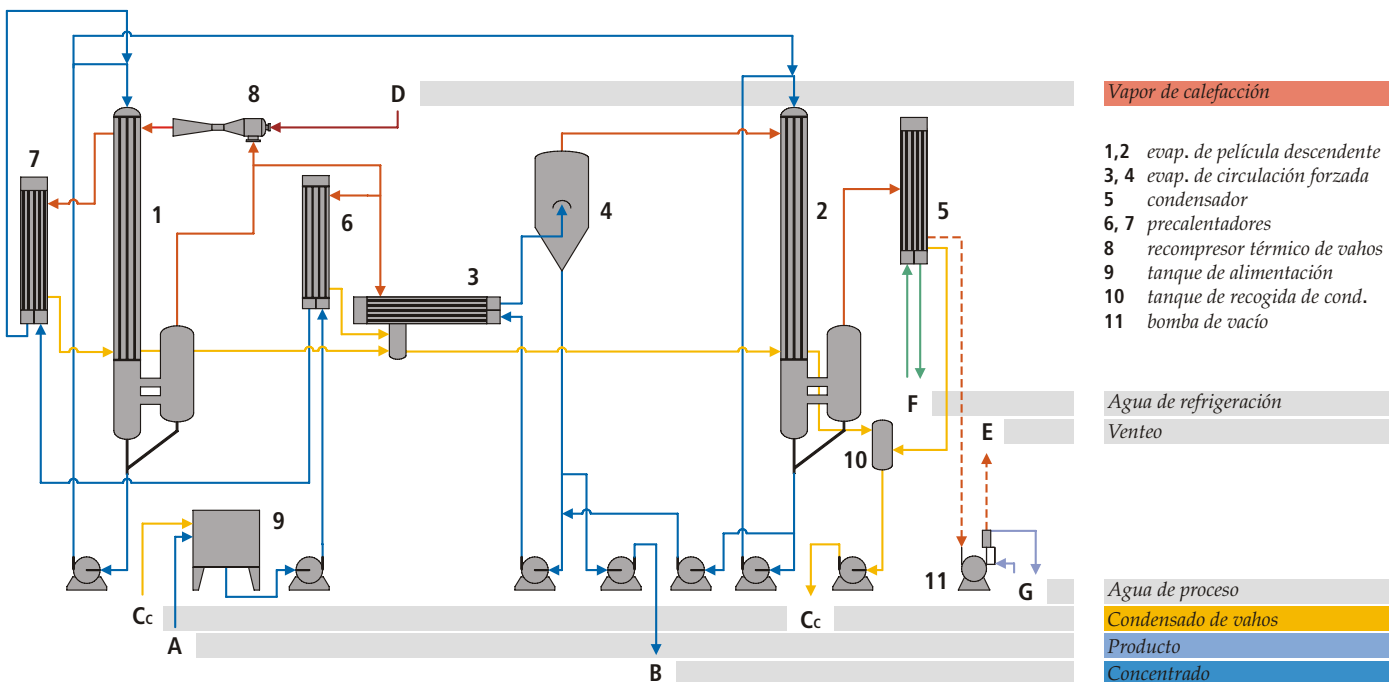 8
D
Vapor de calefacción
7
1
6
3
4
2
5
1,2 evap. de película descendente
3, 4 evap. de circulación forzada
5 condensador
6, 7 precalentadores
8 recompresor térmico de vahos
9 tanque de alimentación
10 tanque de recogida de cond.
11 bomba de vacío
F
Agua de refrigeración
E
Venteo
10
9
11
G
Agua de proceso
Cc
Cc
Condensado de vahos
A
Producto
B
Concentrado